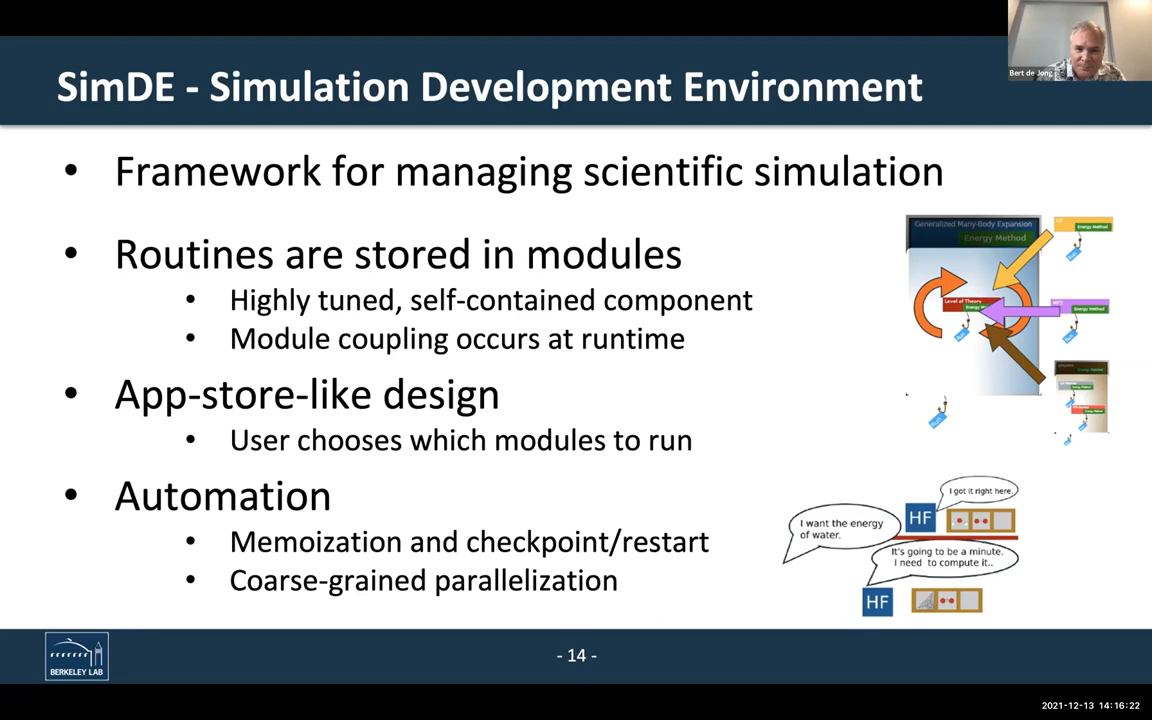 Bert de Jong
SimDE - Simulation Development Environment
• Framework for managing scientific simulation
• Routines are stored in modules
• Highly tuned, self-contained component
• Module coupling occurs at runtime
• App-store-like design
• User chooses which modules to run
• Automation
• Memoization and checkpoint/restart
• Coarse-grained parallelization
Generalized Many-Body Expansion
Energy Method
Energy Method
Level of Theory
Energy Method
I got it right here.
HF
I want the energy
of water.
It's going to be a minute.
I need to compute it..
HF
BERKELEY LAB
- 14 -
2021-12-13 14:16:22